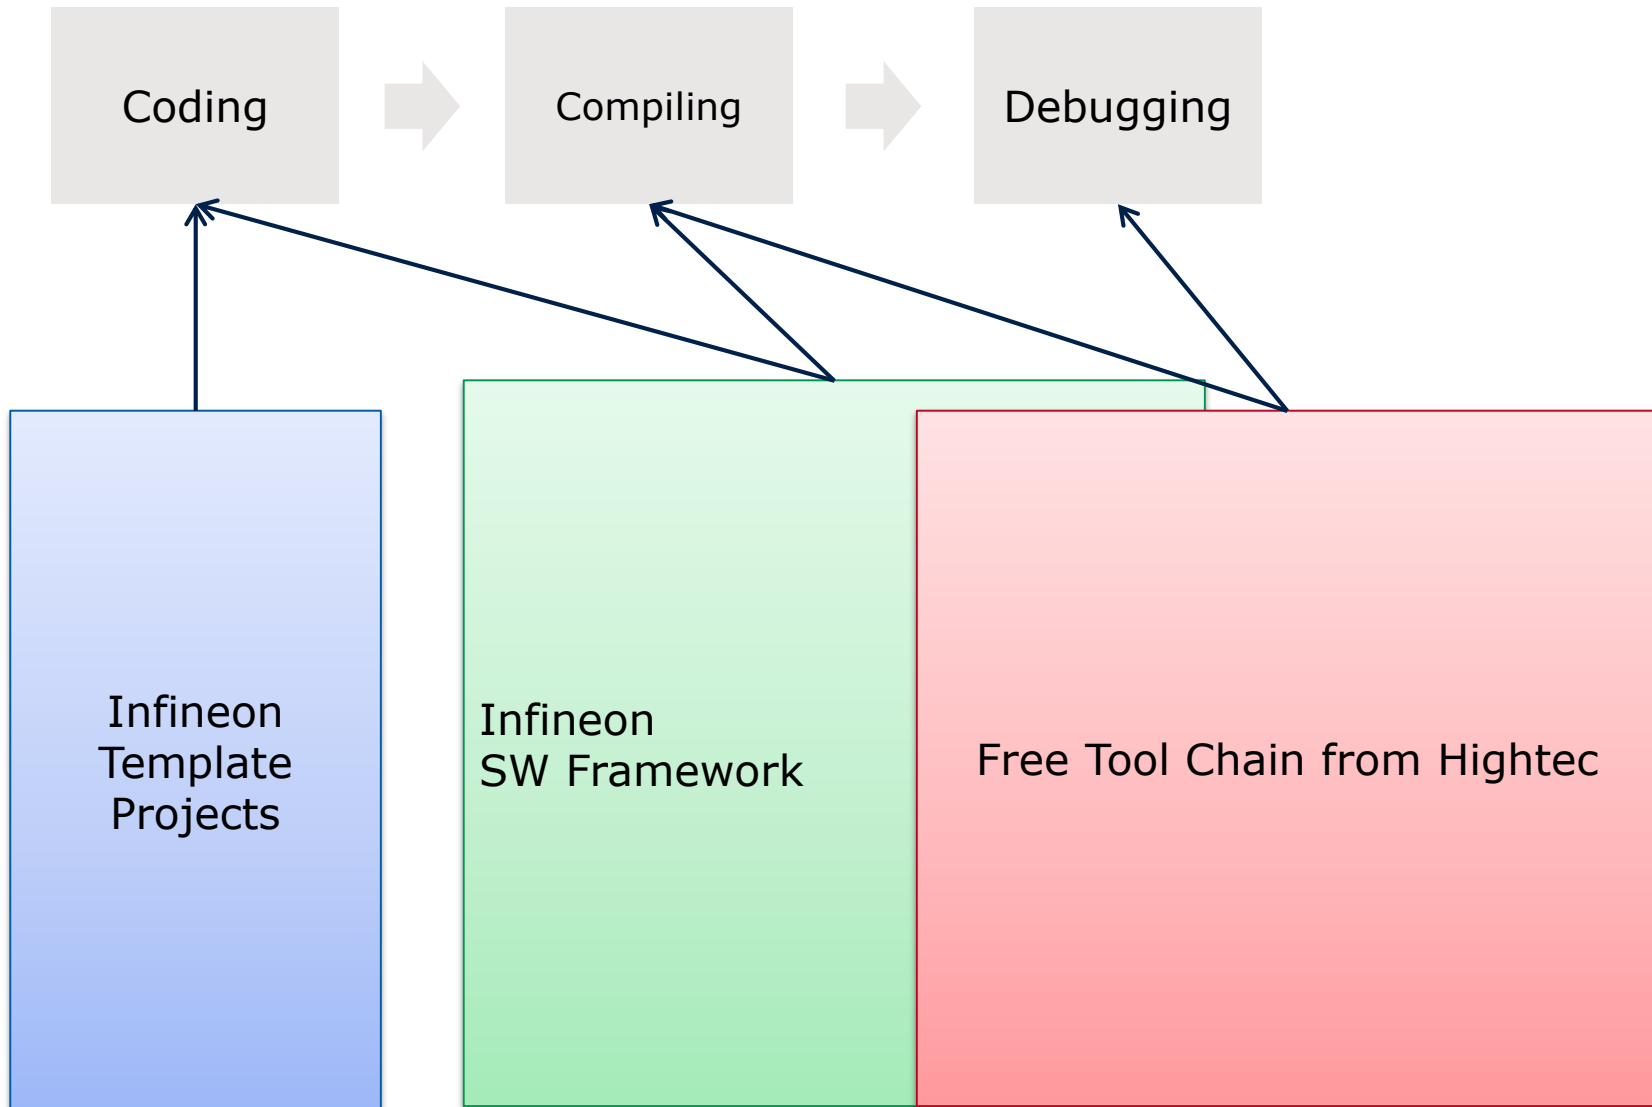 Coding
Compiling
Debugging
Infineon
Template
Projects
Infineon
SW Framework
Free Tool Chain from Hightec